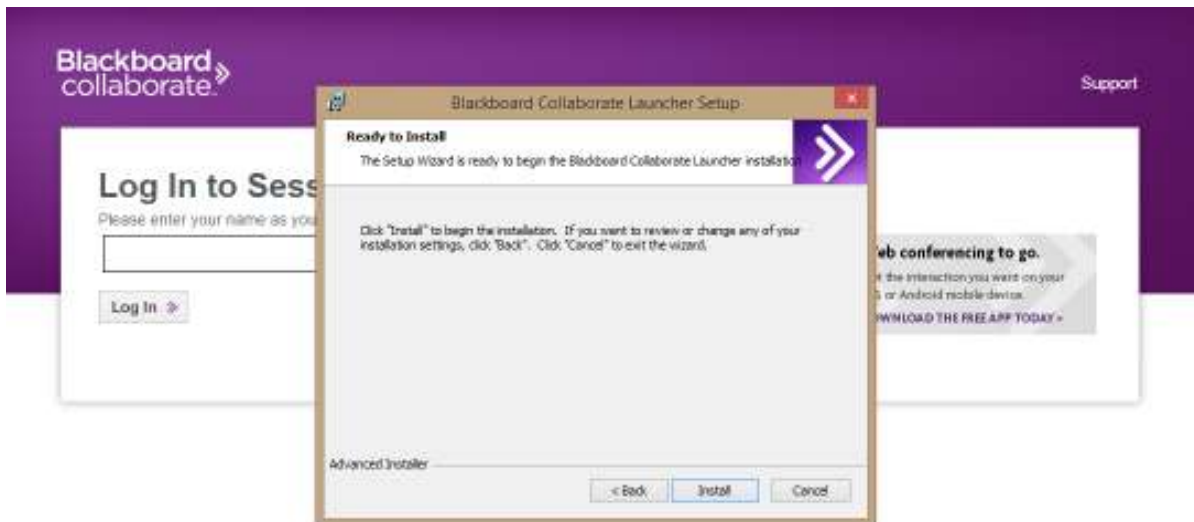 Blackboard
collaborate.
Support
Blackboard Collaborate Launcher Setup
Ready to Install
The Setup Wizard is ready to begin the Blackboard Collaborate Launcher installation
Log In to Sess
Please enter your name as you
Click "Install" to begin the installation. If you want to review or change any of your
installation settings, click "Back". Click "Cancel" to exit the wizard.
eb conferencing to go.
the interaction you want on your
S or Android mobile device.
WNLOAD THE FREE APP TODAY »
Log In
Advanced Installer
< Back
Install
Cancel